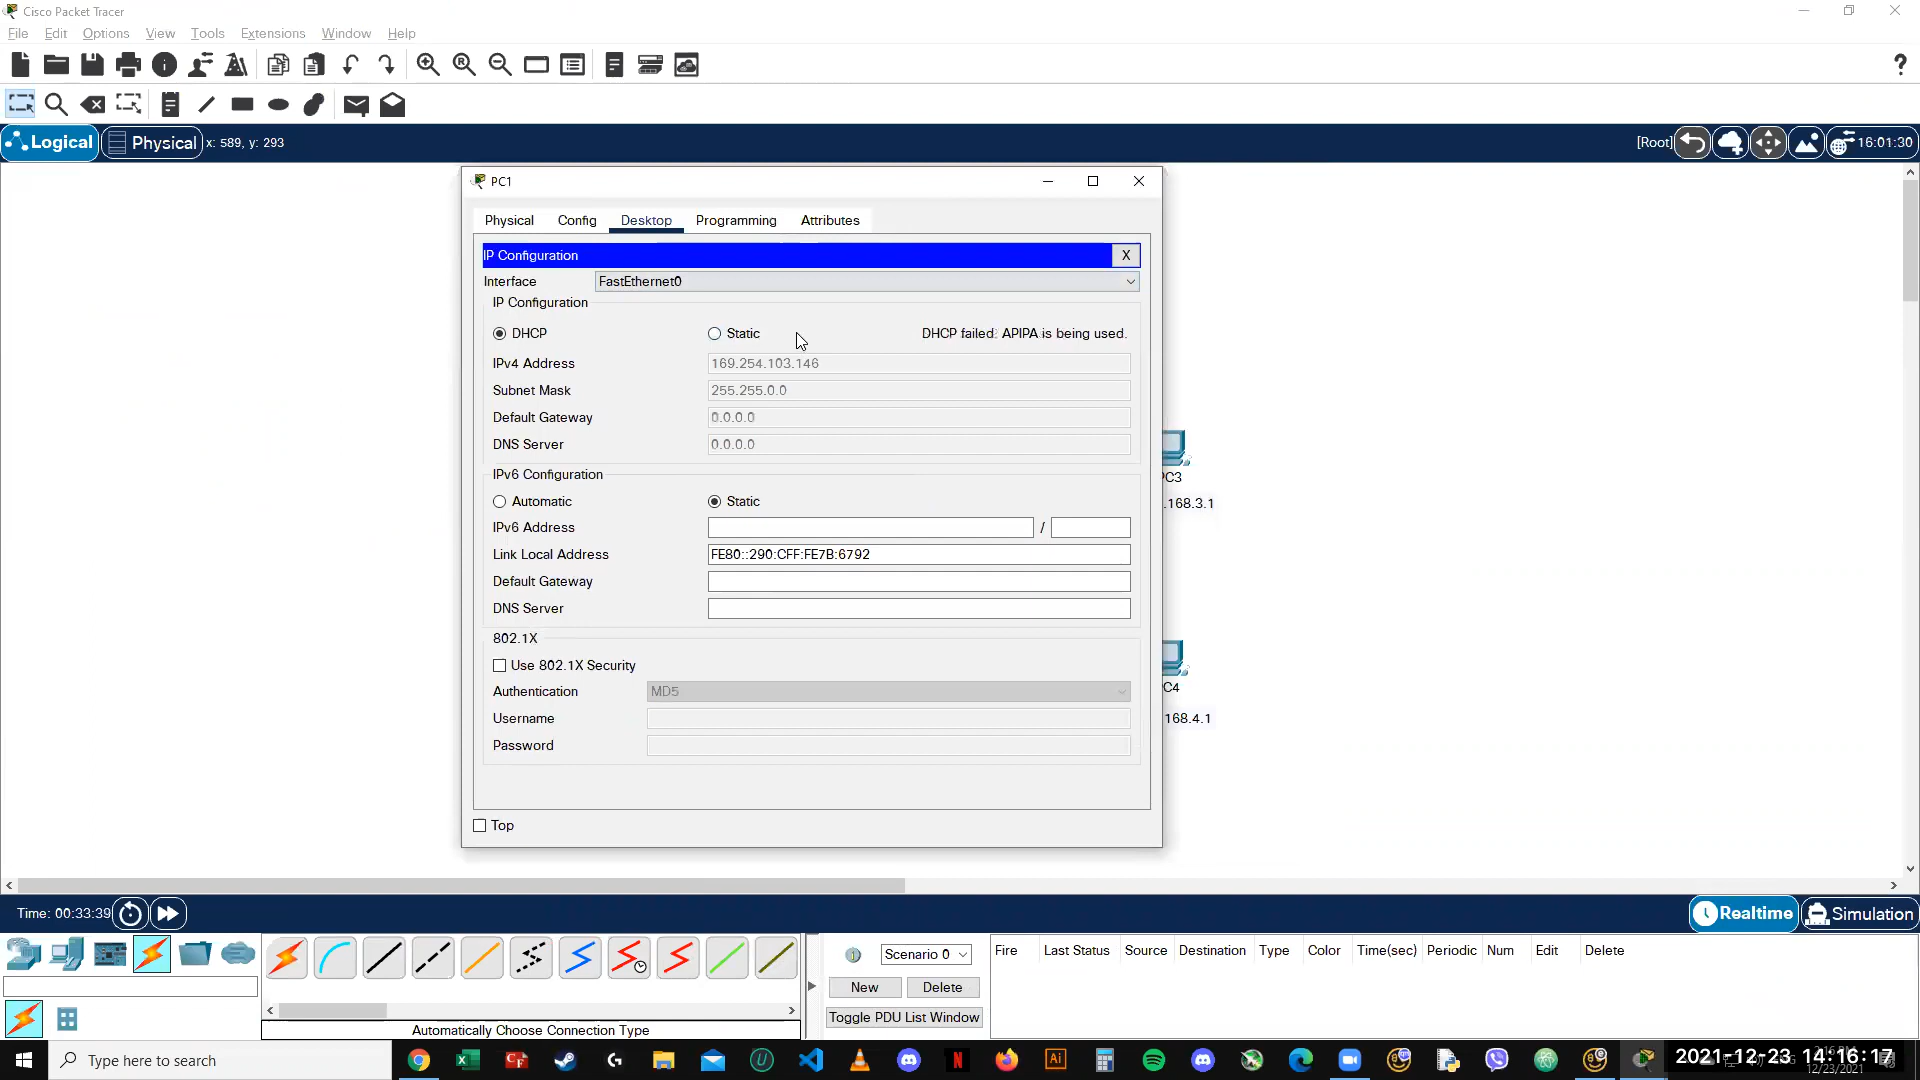 Cisco Packet Tracer
File Edit Options View Tools Extensions Window Help
Logical Physical x: 589, y: 293 [Root] 16:01:30
PC1
Physical Config Desktop Programming Attributes
IP Configuration X
Interface FastEthernet0
IP Configuration
DHCP Static DHCP failed. APIPA is being used.
IPv4 Address 169.254.103.146
Subnet Mask 255.255.0.0
Default Gateway 0.0.0.0
DNS Server 0.0.0.0
IPv6 Configuration
Automatic Static
IPv6 Address /
Link Local Address FE80::290:CFF:FE7B:6792
Default Gateway
DNS Server
802.1X
Use 802.1X Security
Authentication MD5
Username
Password
Top
PC3
.168.3.1
PC4
168.4.1
Time: 00:33:39 Realtime Simulation
Scenario 0
New Delete
Toggle PDU List Window
Fire Last Status Source Destination Type Color Time(sec) Periodic Num Edit Delete
Automatically Choose Connection Type
Type here to search
2021-12-23 14:16:17
12/23/2021